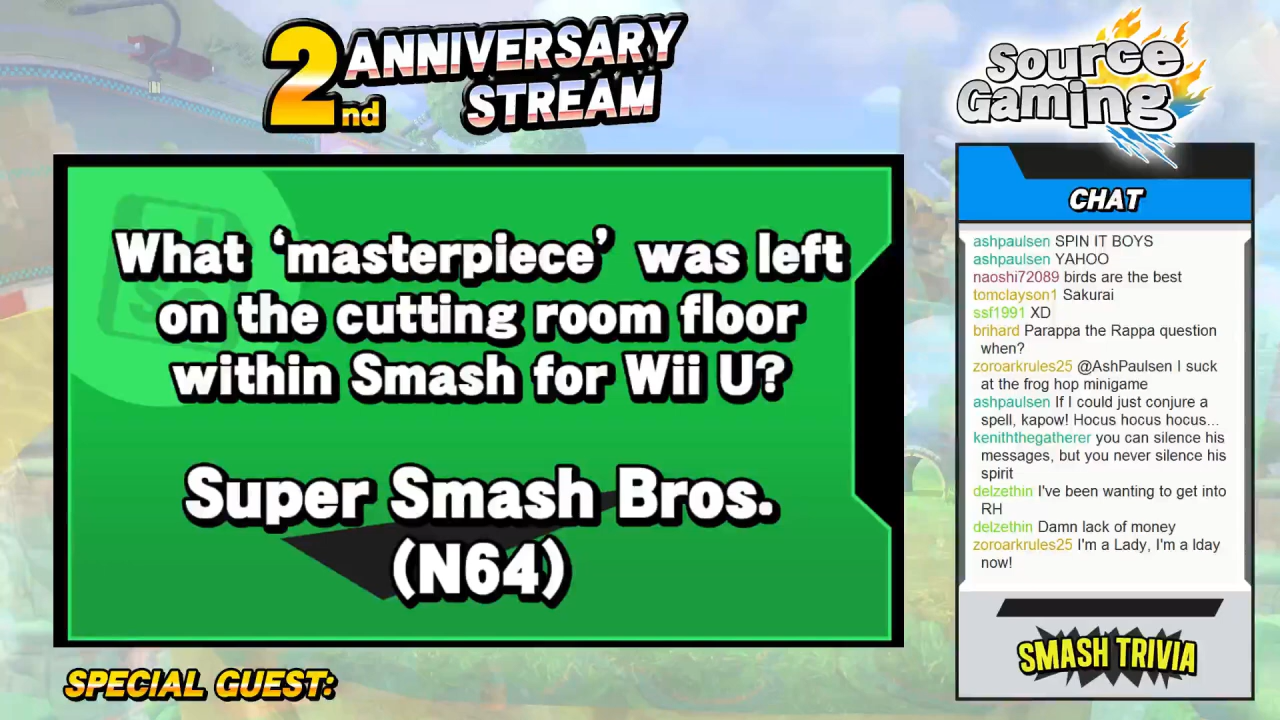 2nd ANNIVERSARY
STREAM
Source
Gaming
What ‘masterpiece’ was left
on the cutting room floor
within Smash for Wii U?
Super Smash Bros.
(N64)
SPECIAL GUEST:
CHAT
ashpaulsen SPIN IT BOYS
ashpaulsen YAHOO
naoshi72089 birds are the best
tomclayson1 Sakurai
ssf1991 XD
brihard Parappa the Rappa question
when?
zoroarkrules25 @AshPaulsen I suck
at the frog hop minigame
ashpaulsen If I could just conjure a
spell, kapow! Hocus hocus hocus...
keniththegatherer you can silence his
messages, but you never silence his
spirit
delzethin I've been wanting to get into
RH
delzethin Damn lack of money
zoroarkrules25 I'm a Lady, I'm a lday
now!
SMASH TRIVIA